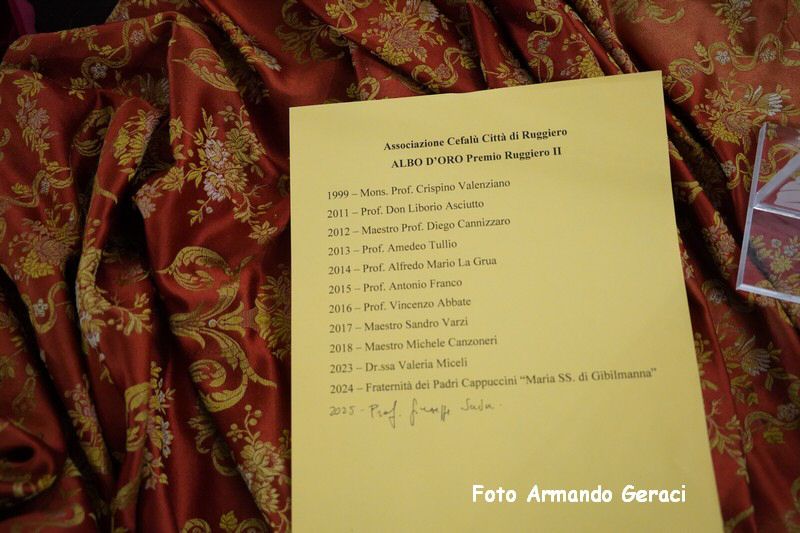 Associazione Cefalù Città di Ruggiero
ALBO D'ORO Premio Ruggiero II
1999 – Mons. Prof. Crispino Valenziano
2011 – Prof. Don Liborio Asciutto
2012 – Maestro Prof. Diego Cannizzaro
2013 – Prof. Amedeo Tullio
2014 – Prof. Alfredo Mario La Grua
2015 – Prof. Antonio Franco
2016 – Prof. Vincenzo Abbate
2017 – Maestro Sandro Varzi
2018 – Maestro Michele Canzoneri
2023 – Dr.ssa Valeria Miceli
2024 – Fraternità dei Padri Cappuccini “Maria SS. di Gibilmanna”
2025 - Prof. Giuseppe
Foto Armando Geraci